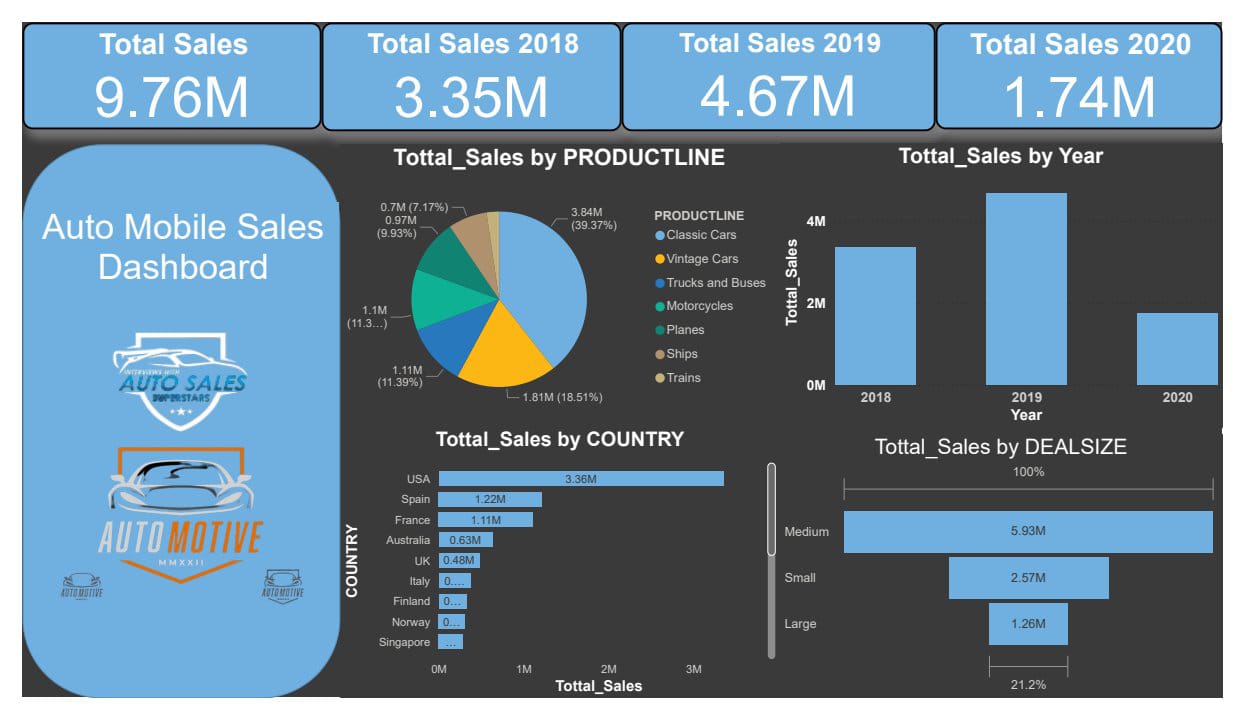 Total Sales
9.76M
Total Sales 2018
3.35M
Total Sales 2019
4.67M
Total Sales 2020
1.74M
Auto Mobile Sales
Dashboard
INTERVIEWS WITH
AUTO SALES
SUPERSTARS
AUTOMOTIVE
MMXXII
AUTOMOTIVE
AUTOMOTIVE
Tottal_Sales by PRODUCTLINE
0.7M (7.17%)
0.97M
(9.93%)
1.1M
(11.3…)
1.11M
(11.39%)
1.81M (18.51%)
3.84M
(39.37%)
PRODUCTLINE
Classic Cars
Vintage Cars
Trucks and Buses
Motorcycles
Planes
Ships
Trains
Tottal_Sales by Year
Tottal_Sales
4M
2M
0M
2018
2019
2020
Year
Tottal_Sales by COUNTRY
COUNTRY
USA
3.36M
Spain
1.22M
France
1.11M
Australia
0.63M
UK
0.48M
Italy
0.…
Finland
0…
Norway
0…
Singapore
…
0M
1M
2M
3M
Tottal_Sales
Tottal_Sales by DEALSIZE
100%
Medium
5.93M
Small
2.57M
Large
1.26M
21.2%